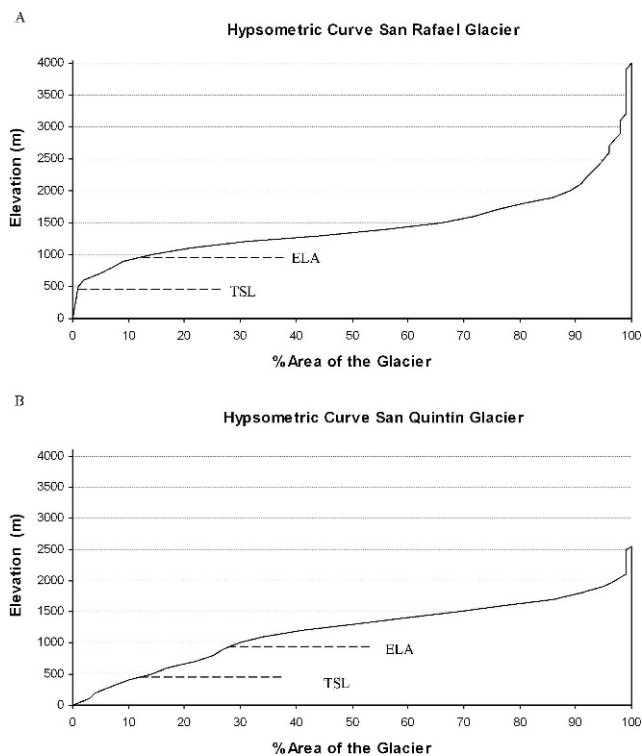 A
Hypsometric Curve San Rafael Glacier
4000
3500
3000
2500
2000
1500
1000
500
0
Elevation (m)
ELA
TSL
0 10 20 30 40 50 60 70 80 90 100
%Area of the Glacier
B
Hypsometric Curve San Quintín Glacier
4000
3500
3000
2500
2000
1500
1000
500
0
Elevation (m)
ELA
TSL
0 10 20 30 40 50 60 70 80 90 100
%Area of the Glacier